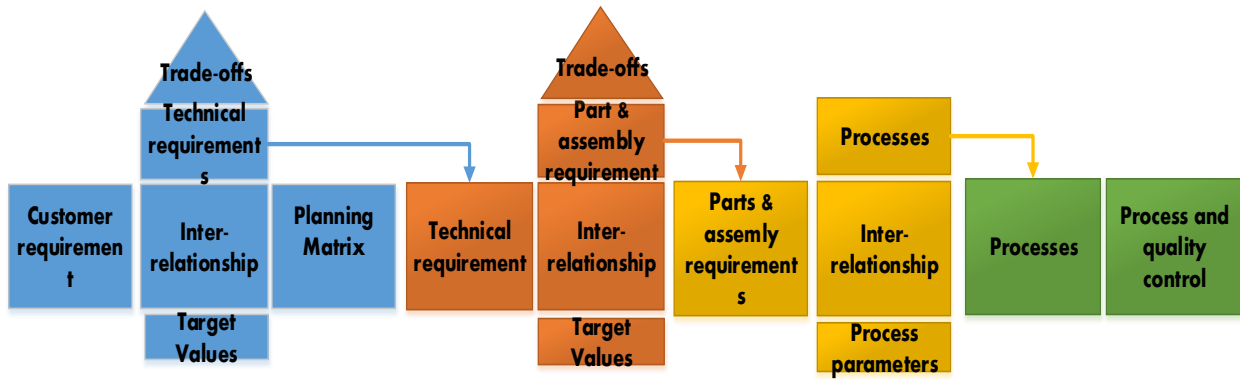 Trade-offs
Technical
requirement
s
Customer
requiremen
t
Inter-
relationship
Planning
Matrix
Target
Values
Trade-offs
Part &
assembly
requirement
Technical
requirement
Inter-
relationship
Target
Values
Processes
Parts &
assemly
requirement
s
Inter-
relationship
Process
parameters
Processes
Process and
quality
control